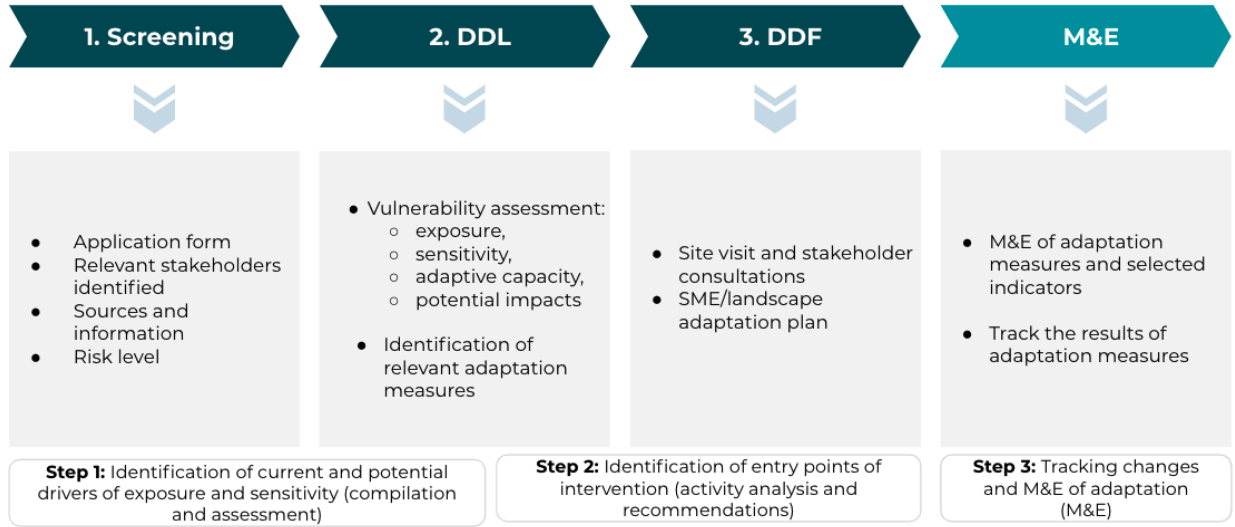 1. Screening
2. DDL
3. DDF
M&E
● Application form
● Relevant stakeholders
identified
● Sources and
information
● Risk level
● Vulnerability assessment:
○ exposure,
○ sensitivity,
○ adaptive capacity,
○ potential impacts
● Identification of
relevant adaptation
measures
● Site visit and stakeholder
consultations
● SME/landscape
adaptation plan
● M&E of adaptation
measures and selected
indicators
● Track the results of
adaptation measures
Step 1: Identification of current and potential
drivers of exposure and sensitivity (compilation
and assessment)
Step 2: Identification of entry points of
intervention (activity analysis and
recommendations)
Step 3: Tracking changes
and M&E of adaptation
(M&E)